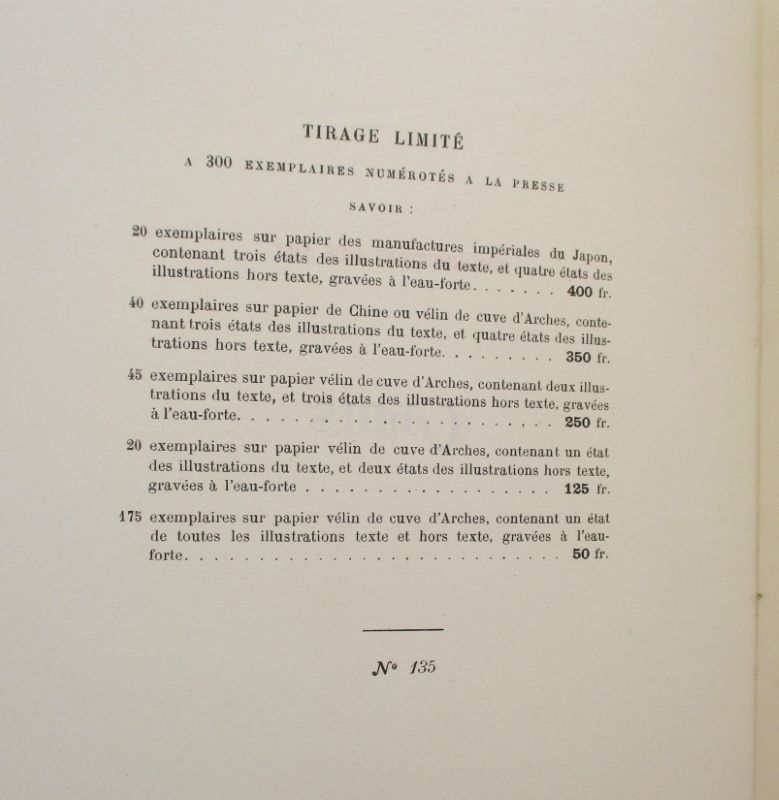 TIRAGE LIMITÉ
A 300 EXEMPLAIRES NUMÉROTÉS A LA PRESSE
SAVOIR :
20 exemplaires sur papier des manufactures impériales du Japon,
contenant trois états des illustrations du texte, et quatre états des
illustrations hors texte, gravées à l'eau-forte. . . . . . . 400 fr.
40 exemplaires sur papier de Chine ou vélin de cuve d'Arches, conte-
nant trois états des illustrations du texte, et quatre états des illus-
trations hors texte, gravées à l'eau-forte. . . . . . . . . 350 fr.
45 exemplaires sur papier vélin de cuve d'Arches, contenant deux illus-
trations du texte, et trois états des illustrations hors texte, gravées
à l'eau-forte. . . . . . . . . . . . . . . . . . . . . . 250 fr.
20 exemplaires sur papier vélin de cuve d'Arches, contenant un état
des illustrations du texte, et deux états des illustrations hors texte,
gravées à l'eau-forte . . . . . . . . . . . . . . . . . . 125 fr.
175 exemplaires sur papier vélin de cuve d'Arches, contenant un état
de toutes les illustrations texte et hors texte, gravées à l'eau-
forte. . . . . . . . . . . . . . . . . . . . . . . . . . 50 fr.
Nº 135